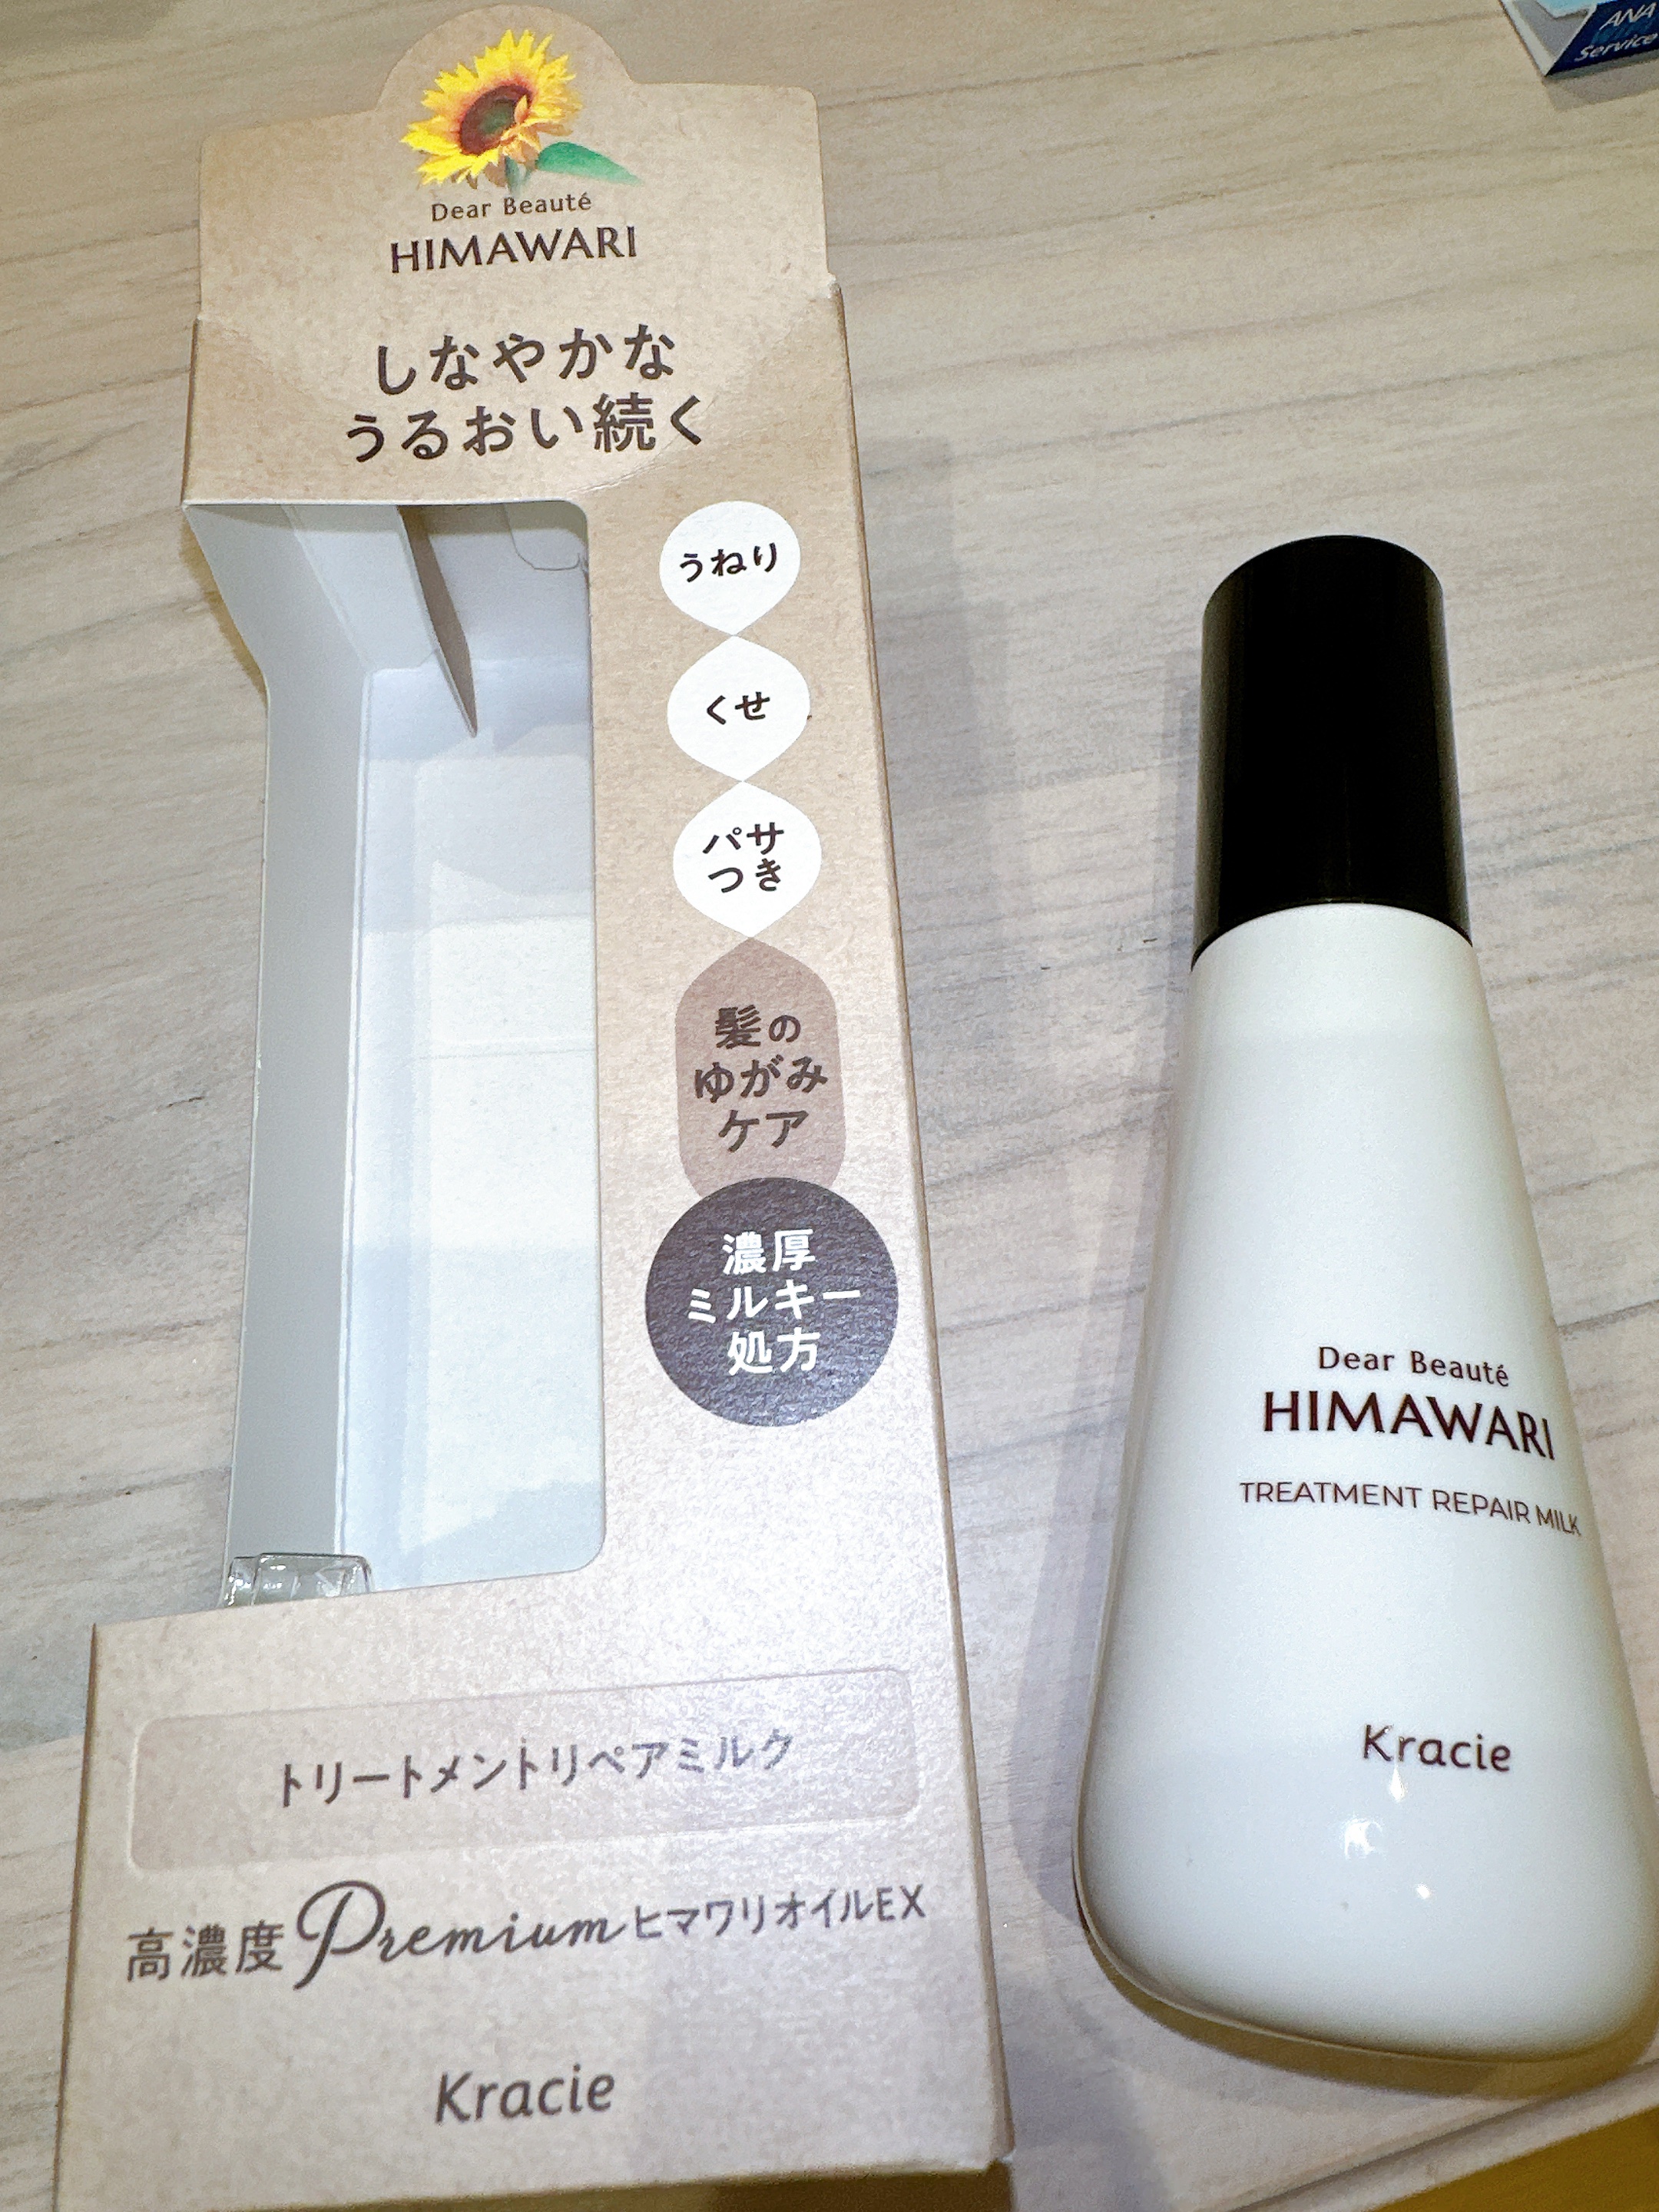 Dear Beauté
HIMAWARI
しなやかな
うるおい続く
うねり
くせ
パサ
つき
髪の
ゆがみ
ケア
濃厚
ミルキー
処方
トリートメントリペアミルク
高濃度PremiumヒマワリオイルEX
Kracie
Dear Beauté
HIMAWARI
TREATMENT REPAIR MILK
Kracie
ANA
Service